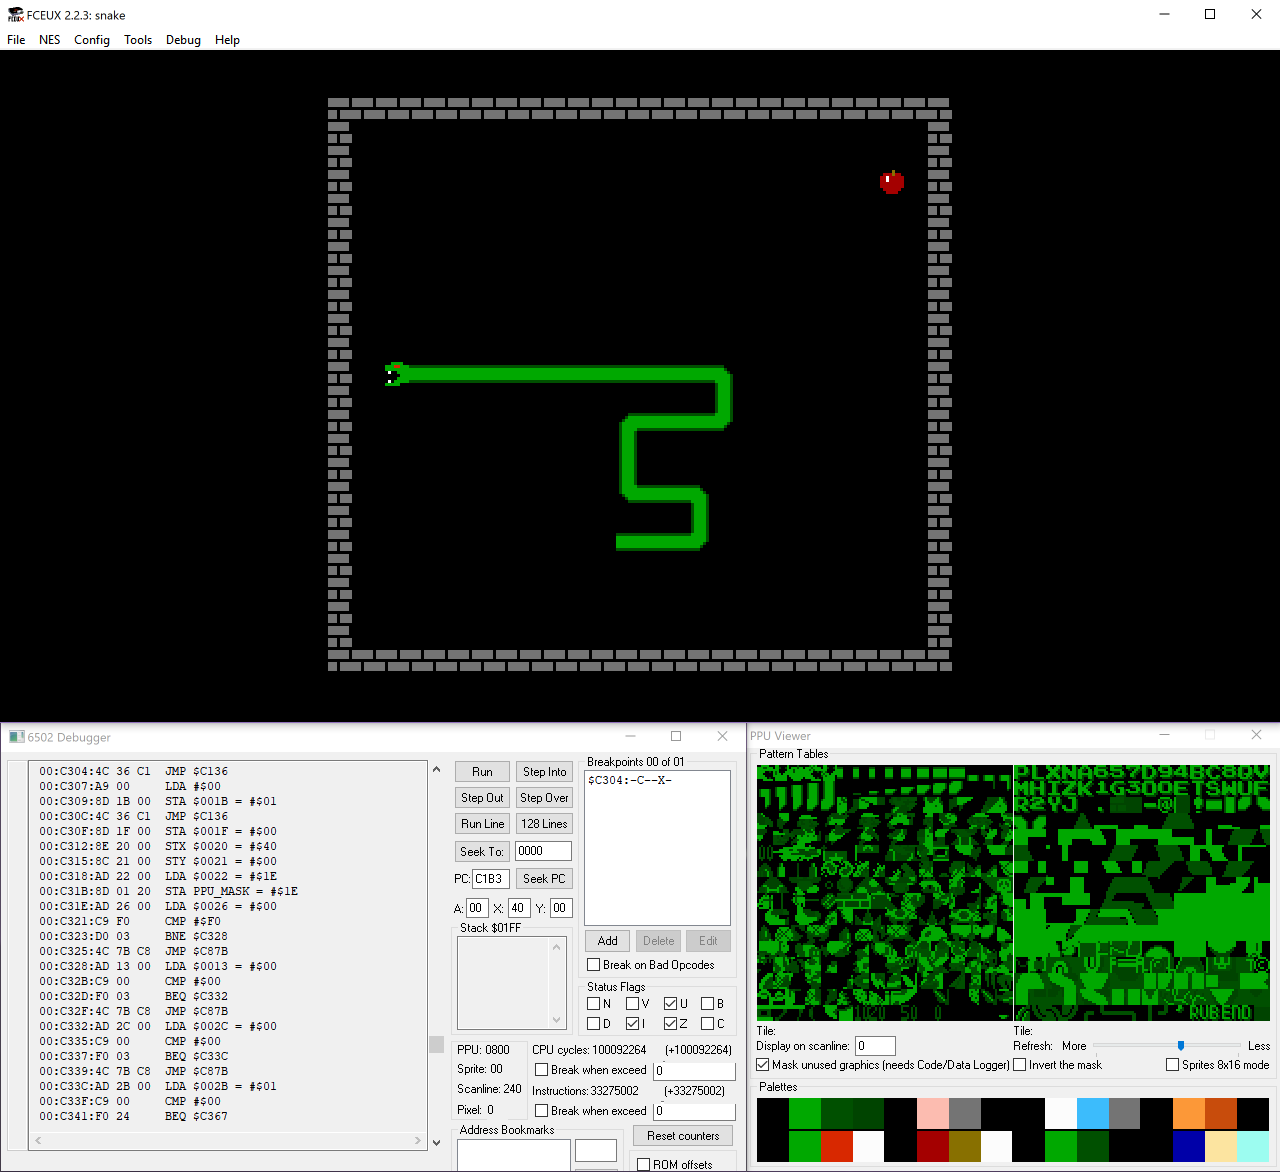 FCEUX 2.2.3: snake
File NES Config Tools Debug Help
6502 Debugger
00:C304:4C 36 C1 JMP $C136
00:C307:A9 00 LDA #$00
00:C309:8D 1B 00 STA $001B = #$01
00:C30C:4C 36 C1 JMP $C136
00:C30F:8D 1F 00 STA $001F = #$00
00:C312:8E 20 00 STX $0020 = #$40
00:C315:8C 21 00 STY $0021 = #$00
00:C318:AD 22 00 LDA $0022 = #$1E
00:C31B:8D 01 20 STA PPU_MASK = #$1E
00:C31E:AD 26 00 LDA $0026 = #$00
00:C321:C9 F0 CMP #$F0
00:C323:D0 03 BNE $C328
00:C325:4C 7B C8 JMP $C87B
00:C328:AD 13 00 LDA $0013 = #$00
00:C32B:C9 00 CMP #$00
00:C32D:F0 03 BEQ $C332
00:C32F:4C 7B C8 JMP $C87B
00:C332:AD 2C 00 LDA $002C = #$00
00:C335:C9 00 CMP #$00
00:C337:F0 03 BEQ $C33C
00:C339:4C 7B C8 JMP $C87B
00:C33C:AD 2B 00 LDA $002B = #$01
00:C33F:C9 00 CMP #$00
00:C341:F0 24 BEQ $C367
Run Step Into
Step Out Step Over
Run Line 128 Lines
Seek To: 0000
PC: C1B3 Seek PC
A: 00 X: 40 Y: 00
Stack $01FF
Breakpoints 00 of 01
$C304:-C--X-
Add Delete Edit
Break on Bad Opcodes
Status Flags
N V U B
D I Z C
PPU: 0800
Sprite: 00
Scanline: 240
Pixel: 0
CPU cycles: 100092264 (+100092264)
Break when exceed 0
Instructions: 33275002 (+33275002)
Break when exceed 0
Address Bookmarks
Reset counters
ROM offsets
PPU Viewer
Pattern Tables
PLXNA657D94BC8QV
MHIZK1G3OOETSWUF
R2YJ . -@|
1020 50 0
RUBEND
Tile: Tile:
Display on scanline: 0 Refresh: More Less
Mask unused graphics (needs Code/Data Logger) Invert the mask Sprites 8x16 mode
Palettes